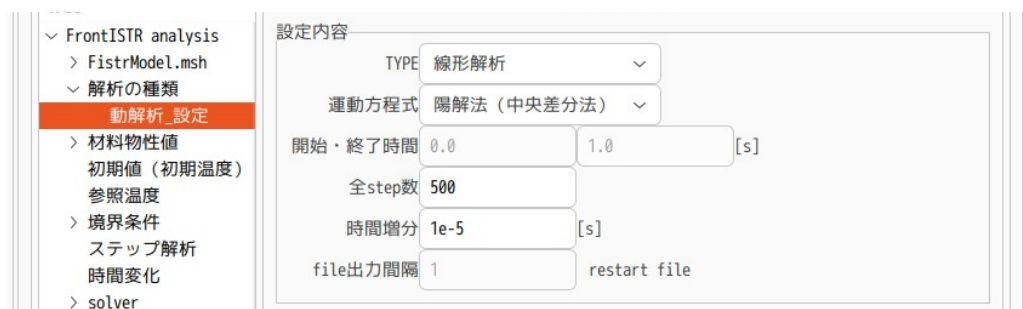 FrontISTR analysis
FistrModel.msh
解析の種類
動解析_設定
材料物性値
初期値（初期温度）
参照温度
境界条件
ステップ解析
時間変化
solver
設定内容
TYPE 線形解析
運動方程式 陽解法（中央差分法）
開始・終了時間 0.0 1.0 [s]
全step数 500
時間増分 1e-5 [s]
file出力間隔 1 restart file